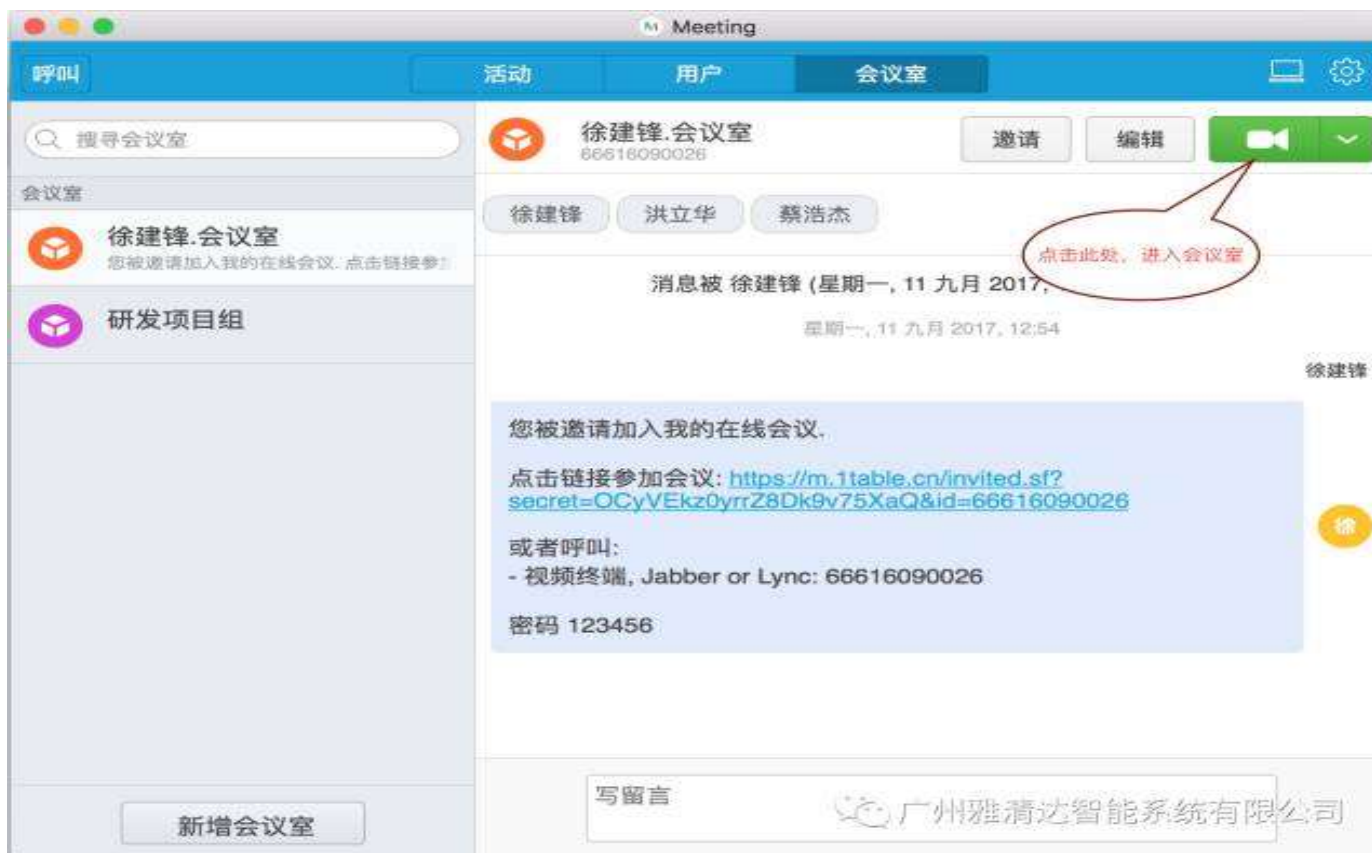 Meeting
呼叫
活动
用户
会议室
搜寻会议室
会议室
徐建锋.会议室
您被邀请加入我的在线会议. 点击链接参加
研发项目组
新增会议室
徐建锋.会议室
66616090026
邀请
编辑
徐建锋
洪立华
蔡浩杰
点击此处、进入会议室
消息被 徐建锋 (星期一, 11 九月 2017,
星期一, 11 九月 2017, 12:54
徐建锋
您被邀请加入我的在线会议.
点击链接参加会议: https://m.1table.cn/invited.sf?
secret=OCyVEkz0yrrZ8Dk9v75XaQ&id=66616090026
徐
或者呼叫:
- 视频终端, Jabber or Lync: 66616090026
密码 123456
写留言
广州雅清达智能系统有限公司